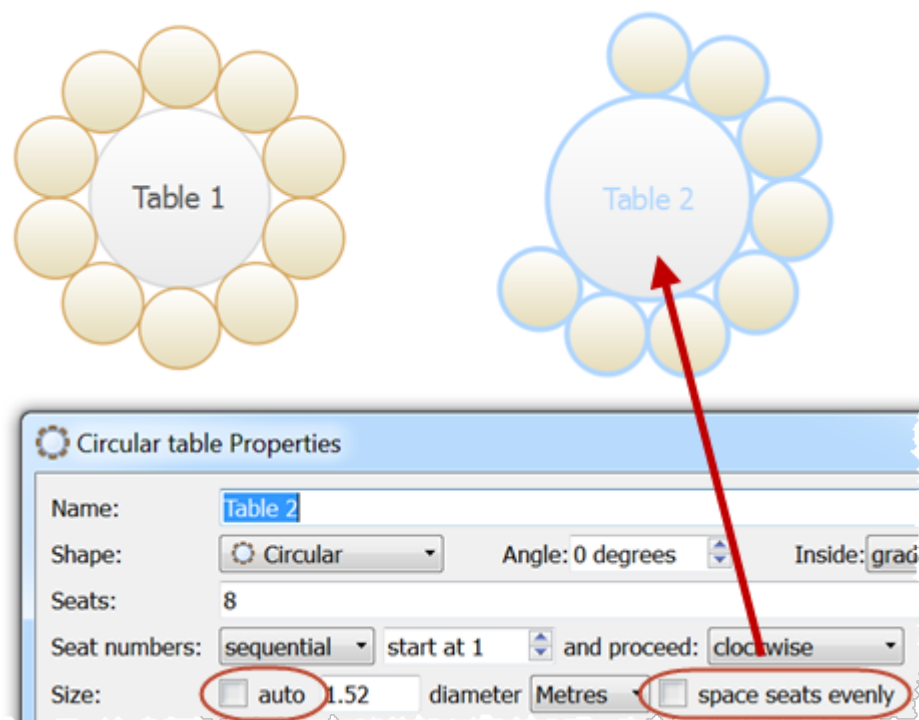 Table 1
Table 2
Circular table Properties
Name: Table 2
Shape: Circular Angle: 0 degrees Inside: grad
Seats: 8
Seat numbers: sequential start at 1 and proceed: clockwise
Size: auto 1.52 diameter Metres space seats evenly